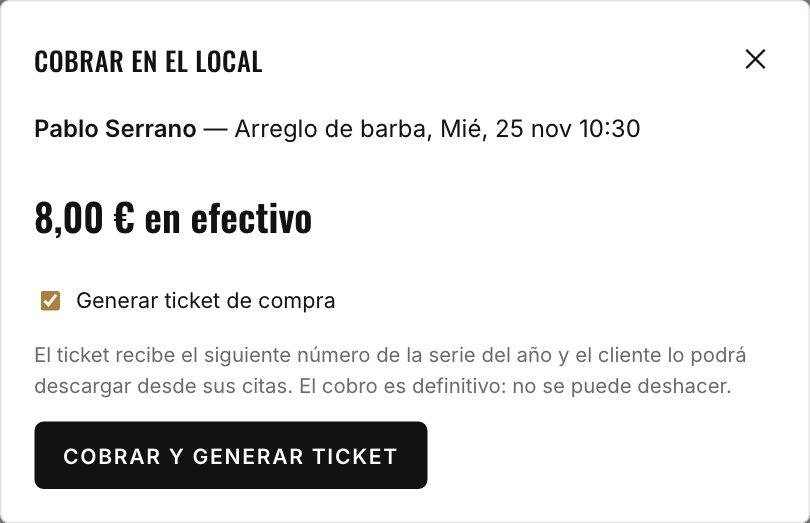 COBRAR EN EL LOCAL
Pablo Serrano — Arreglo de barba, Mié, 25 nov 10:30
8,00 € en efectivo
Generar ticket de compra
El ticket recibe el siguiente número de la serie del año y el cliente lo podrá
descargar desde sus citas. El cobro es definitivo: no se puede deshacer.
COBRAR Y GENERAR TICKET